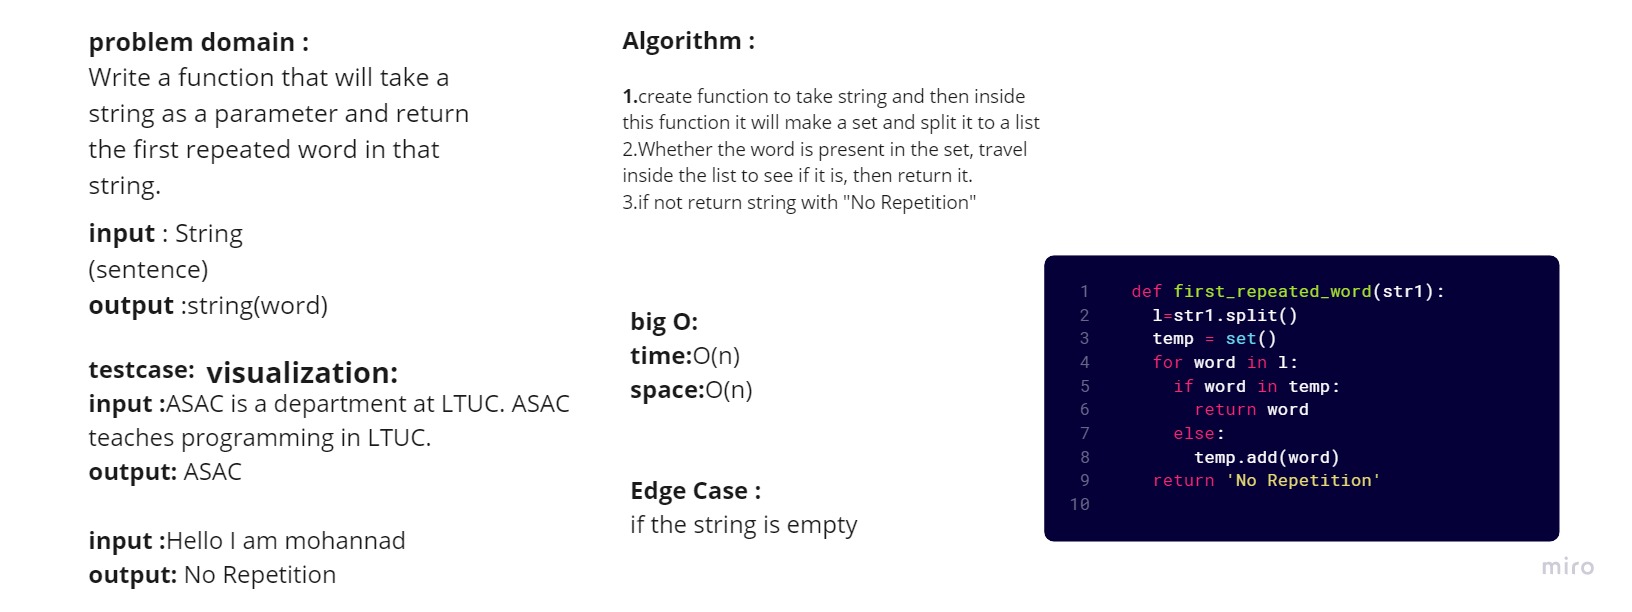 problem domain :
Write a function that will take a
string as a parameter and return
the first repeated word in that
string.
input : String
(sentence)
output :string(word)
testcase: visualization:
input :ASAC is a department at LTUC. ASAC
teaches programming in LTUC.
output: ASAC
input :Hello I am mohannad
output: No Repetition
Algorithm :
1.create function to take string and then inside
this function it will make a set and split it to a list
2.Whether the word is present in the set, travel
inside the list to see if it is, then return it.
3.if not return string with "No Repetition"
big O:
time:O(n)
space:O(n)
Edge Case :
if the string is empty
1 def first_repeated_word(str1):
2 l=str1.split()
3 temp = set()
4 for word in l:
5 if word in temp:
6 return word
7 else:
8 temp.add(word)
9 return 'No Repetition'
10
miro